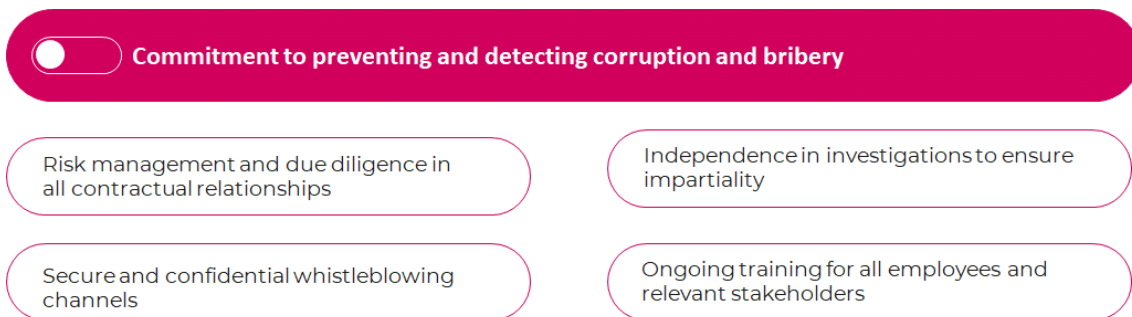 Commitment to preventing and detecting corruption and bribery
Risk management and due diligence in
all contractual relationships
Independence in investigations to ensure
impartiality
Secure and confidential whistleblowing
channels
Ongoing training for all employees and
relevant stakeholders